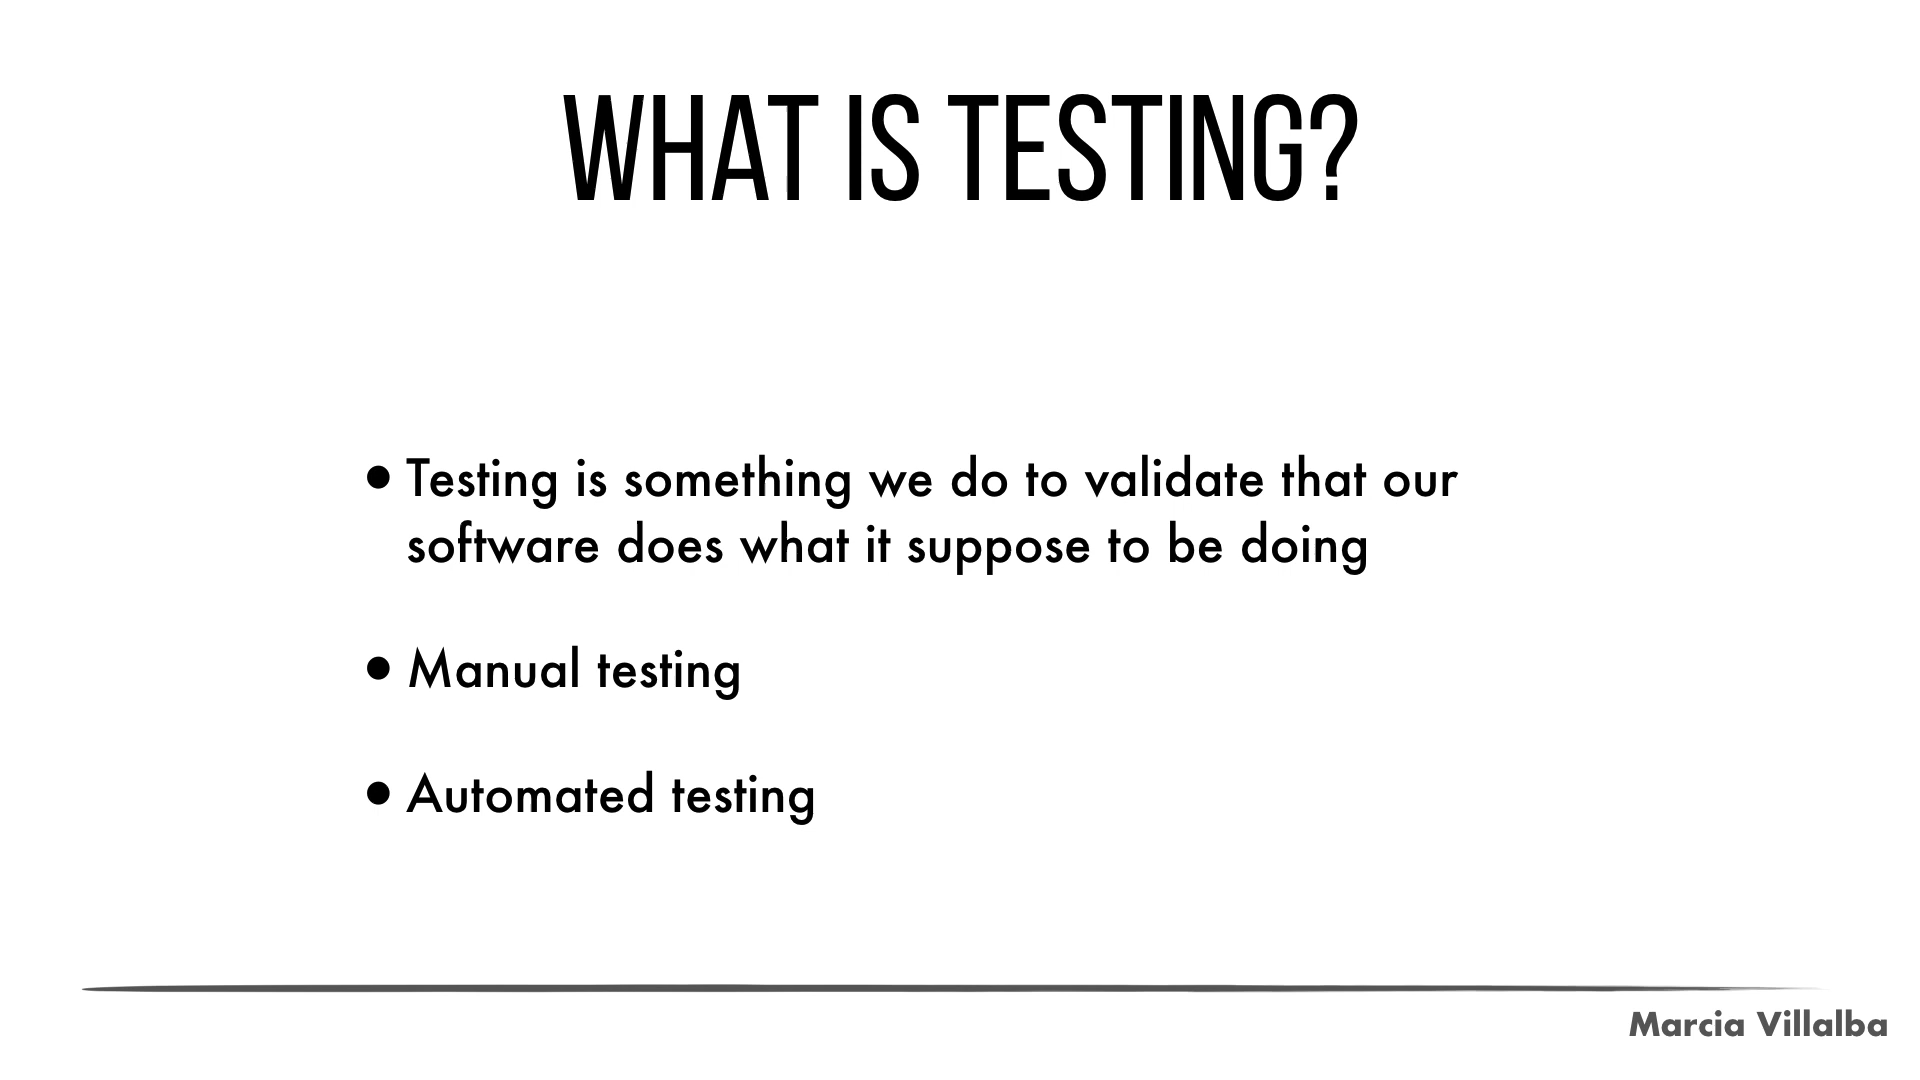 WHAT IS TESTING?
• Testing is something we do to validate that our
software does what it suppose to be doing
• Manual testing
• Automated testing
Marcia Villalba